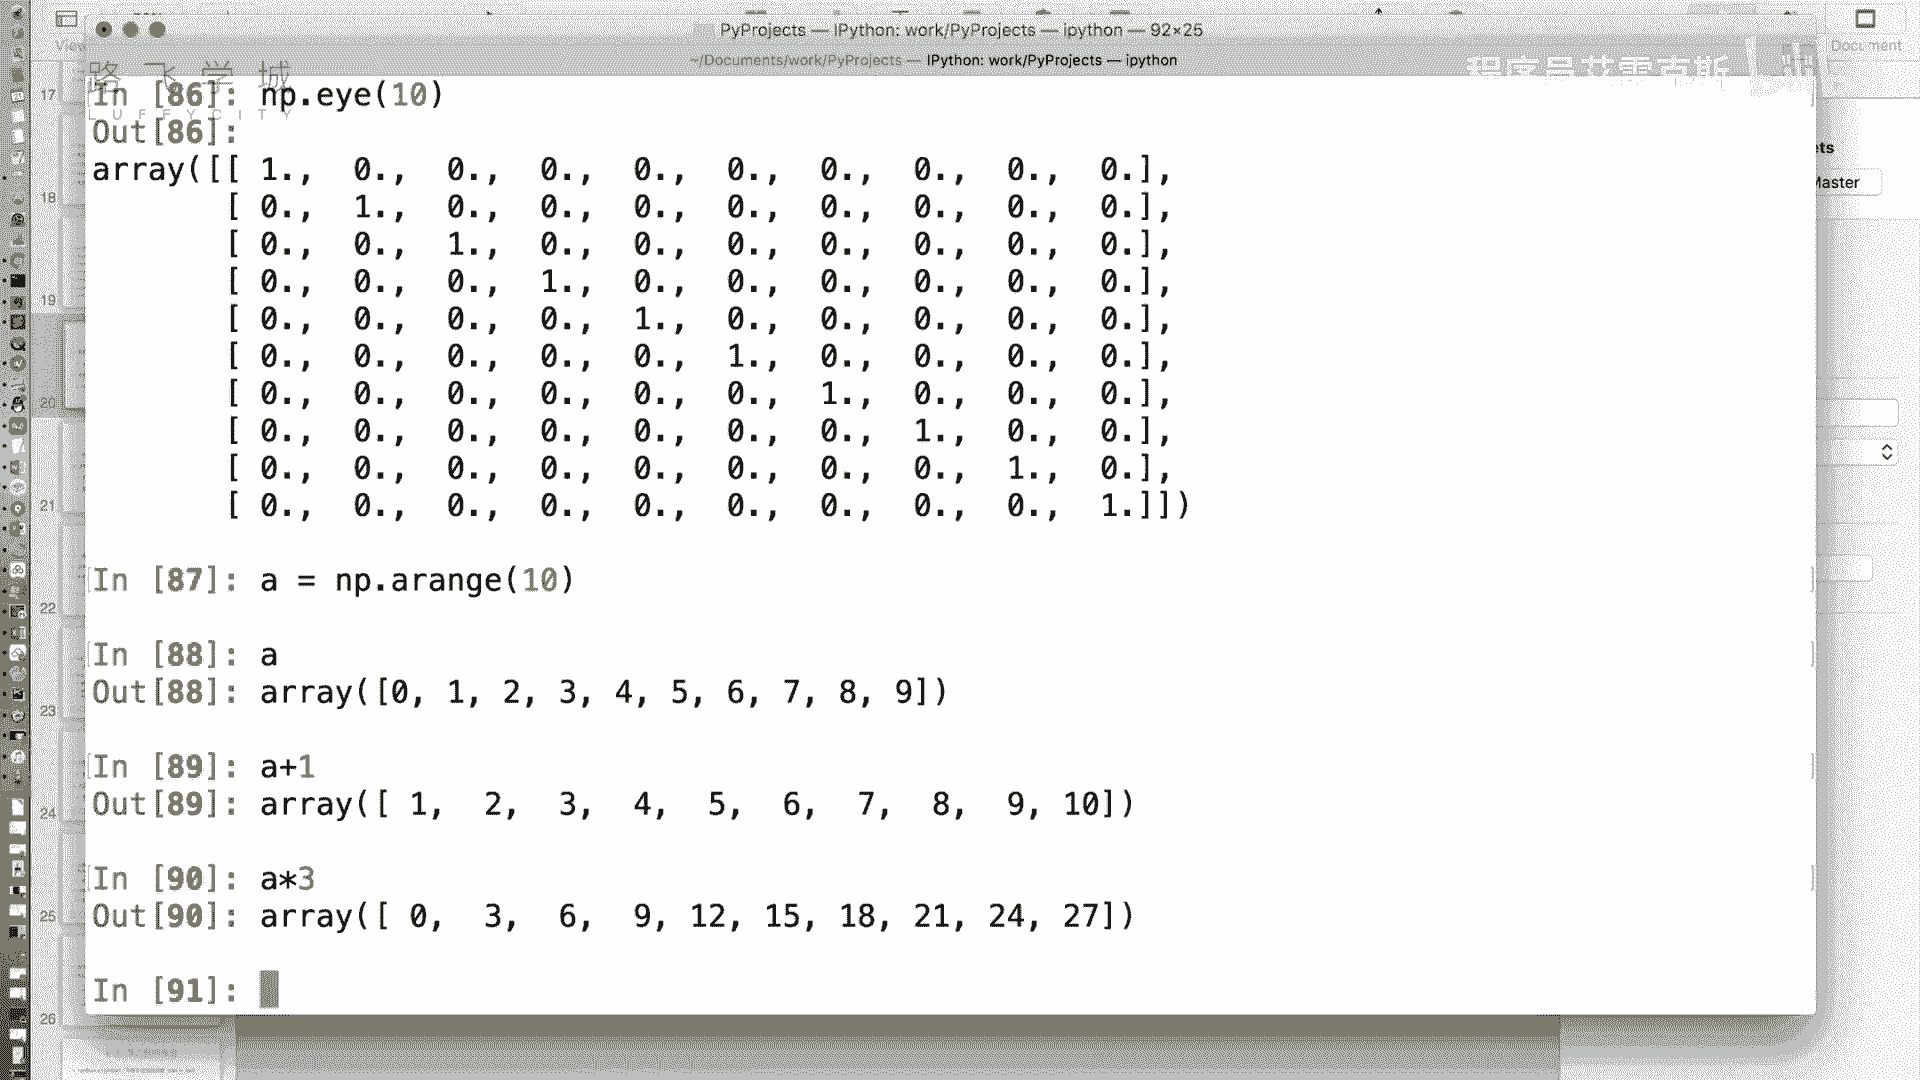 PyProjects — IPython: work/PyProjects — ipython — 92×25
~/Documents/work/PyProjects — IPython: work/PyProjects — ipython
View
Document
路飞学城
LUFFYCITY
程序员艾雷克斯
In [86]: np.eye(10)
Out[86]:
array([[ 1.,  0.,  0.,  0.,  0.,  0.,  0.,  0.,  0.,  0.],
       [ 0.,  1.,  0.,  0.,  0.,  0.,  0.,  0.,  0.,  0.],
       [ 0.,  0.,  1.,  0.,  0.,  0.,  0.,  0.,  0.,  0.],
       [ 0.,  0.,  0.,  1.,  0.,  0.,  0.,  0.,  0.,  0.],
       [ 0.,  0.,  0.,  0.,  1.,  0.,  0.,  0.,  0.,  0.],
       [ 0.,  0.,  0.,  0.,  0.,  1.,  0.,  0.,  0.,  0.],
       [ 0.,  0.,  0.,  0.,  0.,  0.,  1.,  0.,  0.,  0.],
       [ 0.,  0.,  0.,  0.,  0.,  0.,  0.,  1.,  0.,  0.],
       [ 0.,  0.,  0.,  0.,  0.,  0.,  0.,  0.,  1.,  0.],
       [ 0.,  0.,  0.,  0.,  0.,  0.,  0.,  0.,  0.,  1.]])
In [87]: a = np.arange(10)
In [88]: a
Out[88]: array([0, 1, 2, 3, 4, 5, 6, 7, 8, 9])
In [89]: a+1
Out[89]: array([ 1,  2,  3,  4,  5,  6,  7,  8,  9, 10])
In [90]: a*3
Out[90]: array([ 0,  3,  6,  9, 12, 15, 18, 21, 24, 27])
In [91]:
17
18
19
20
21
22
23
24
25
26
ets
Master